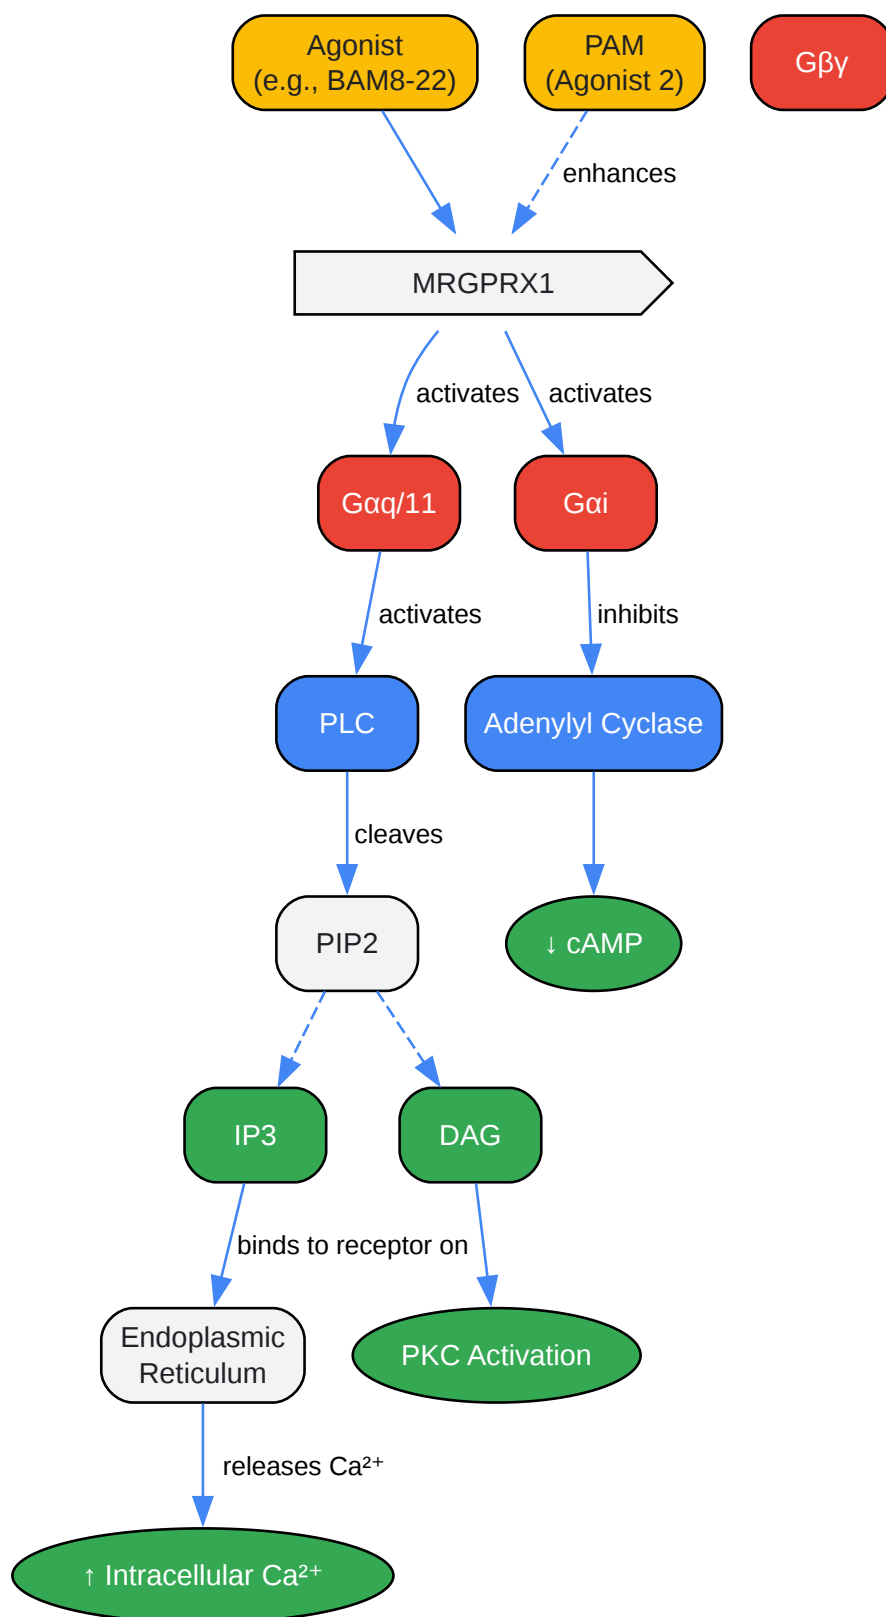 Agonist
(e.g., BAM8-22)
PAM
(Agonist 2)
Gβγ
enhances
MRGPRX1
activates
activates
Gαq/11
Gαi
activates
inhibits
PLC
Adenylyl Cyclase
cleaves
PIP2
↓ cAMP
IP3
DAG
binds to receptor on
Endoplasmic
Reticulum
PKC Activation
releases Ca²⁺
↑ Intracellular Ca²⁺